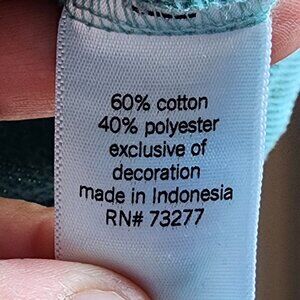 60% cotton
40% polyester
exclusive of
decoration
made in Indonesia
RN# 73277